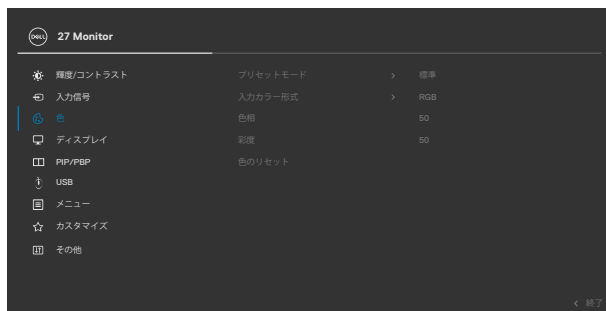 DELL 27 Monitor
輝度/コントラスト プリセットモード > 標準
入力信号 入力カラー形式 > RGB
色 色相 50
ディスプレイ 彩度 50
PIP/PBP 色のリセット
USB
メニュー
カスタマイズ
その他
< 終了